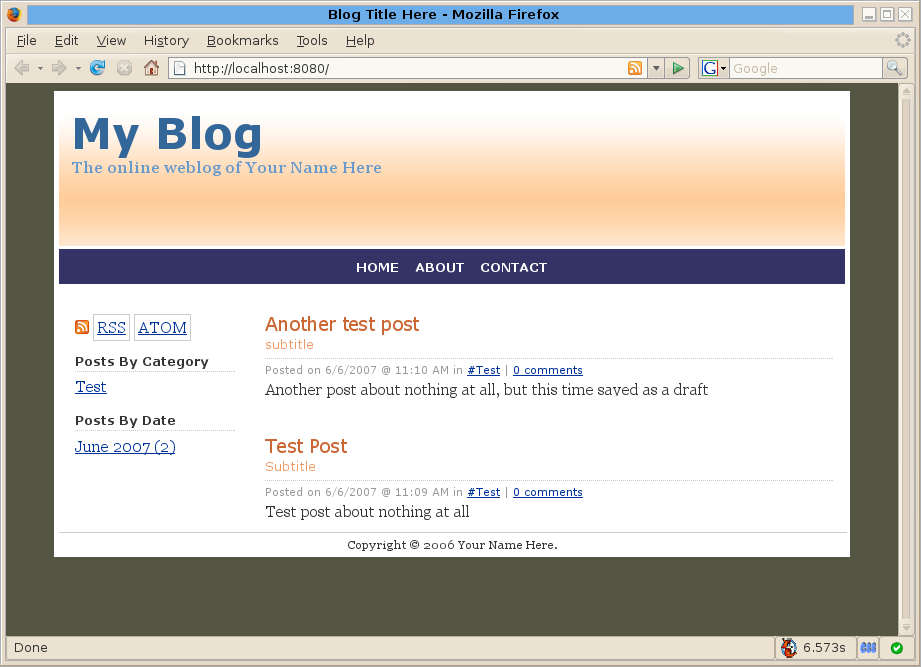 Blog Title Here - Mozilla Firefox
File Edit View History Bookmarks Tools Help
http://localhost:8080/ G Google
My Blog
The online weblog of Your Name Here
HOME ABOUT CONTACT
RSS ATOM
Posts By Category
Test
Posts By Date
June 2007 (2)
Another test post
subtitle
Posted on 6/6/2007 @ 11:10 AM in #Test | 0 comments
Another post about nothing at all, but this time saved as a draft
Test Post
Subtitle
Posted on 6/6/2007 @ 11:09 AM in #Test | 0 comments
Test post about nothing at all
Copyright © 2006 Your Name Here.
Done 6.573s